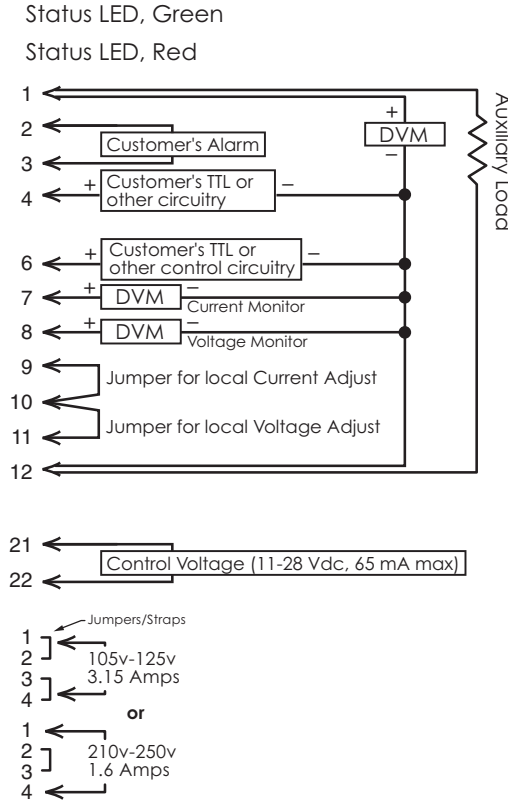 Status LED, Green
Status LED, Red
1
+
DVM
−
Auxiliary Load
2
Customer's Alarm
3
4 + Customer's TTL or −
other circuitry
6 + Customer's TTL or −
other control circuitry
7 + DVM − Current Monitor
8 + DVM − Voltage Monitor
9
Jumper for local Current Adjust
10
Jumper for local Voltage Adjust
11
12
21
Control Voltage (11-28 Vdc, 65 mA max)
22
Jumpers/Straps
1
2 105v-125v
3 3.15 Amps
4
or
1
2 210v-250v
3 1.6 Amps
4